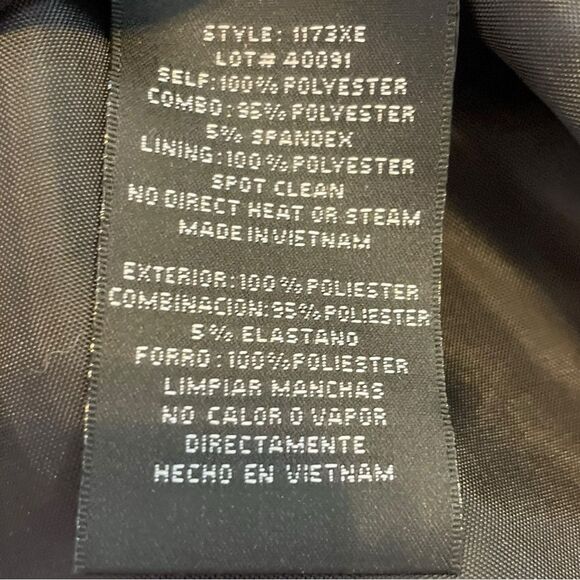 STYLE: 1173XE
LOT# 40091
SELF:100% POLYESTER
COMBO:95% POLYESTER
5% SPANDEX
LINING:100% POLYESTER
SPOT CLEAN
NO DIRECT HEAT OR STEAM
MADE IN VIETNAM
EXTERIOR:100% POLIESTER
COMBINACION:95% POLIESTER
5% ELASTANO
FORRO:100% POLIESTER
LIMPIAR MANCHAS
NO CALOR O VAPOR
DIRECTAMENTE
HECHO EN VIETNAM